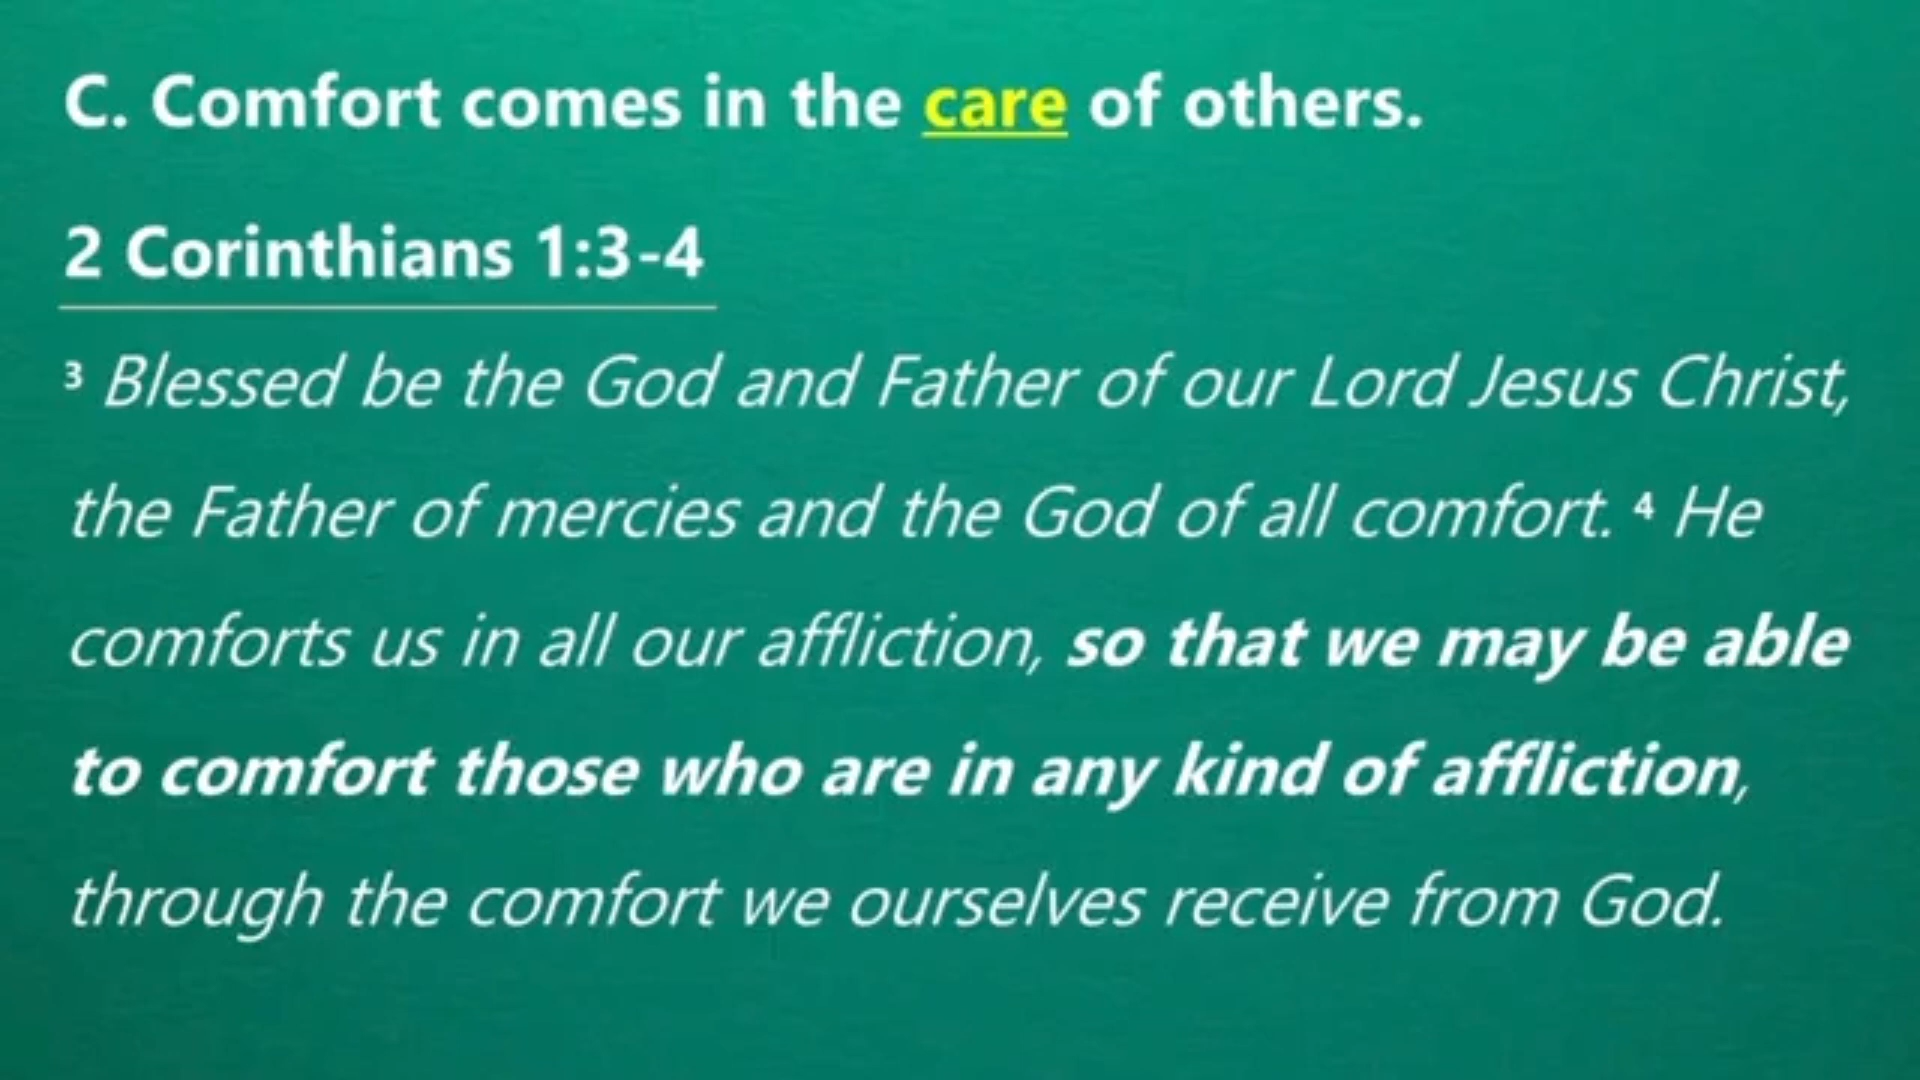 C. Comfort comes in the care of others.
2 Corinthians 1:3-4
³ Blessed be the God and Father of our Lord Jesus Christ,
the Father of mercies and the God of all comfort. ⁴ He
comforts us in all our affliction, so that we may be able
to comfort those who are in any kind of affliction,
through the comfort we ourselves receive from God.